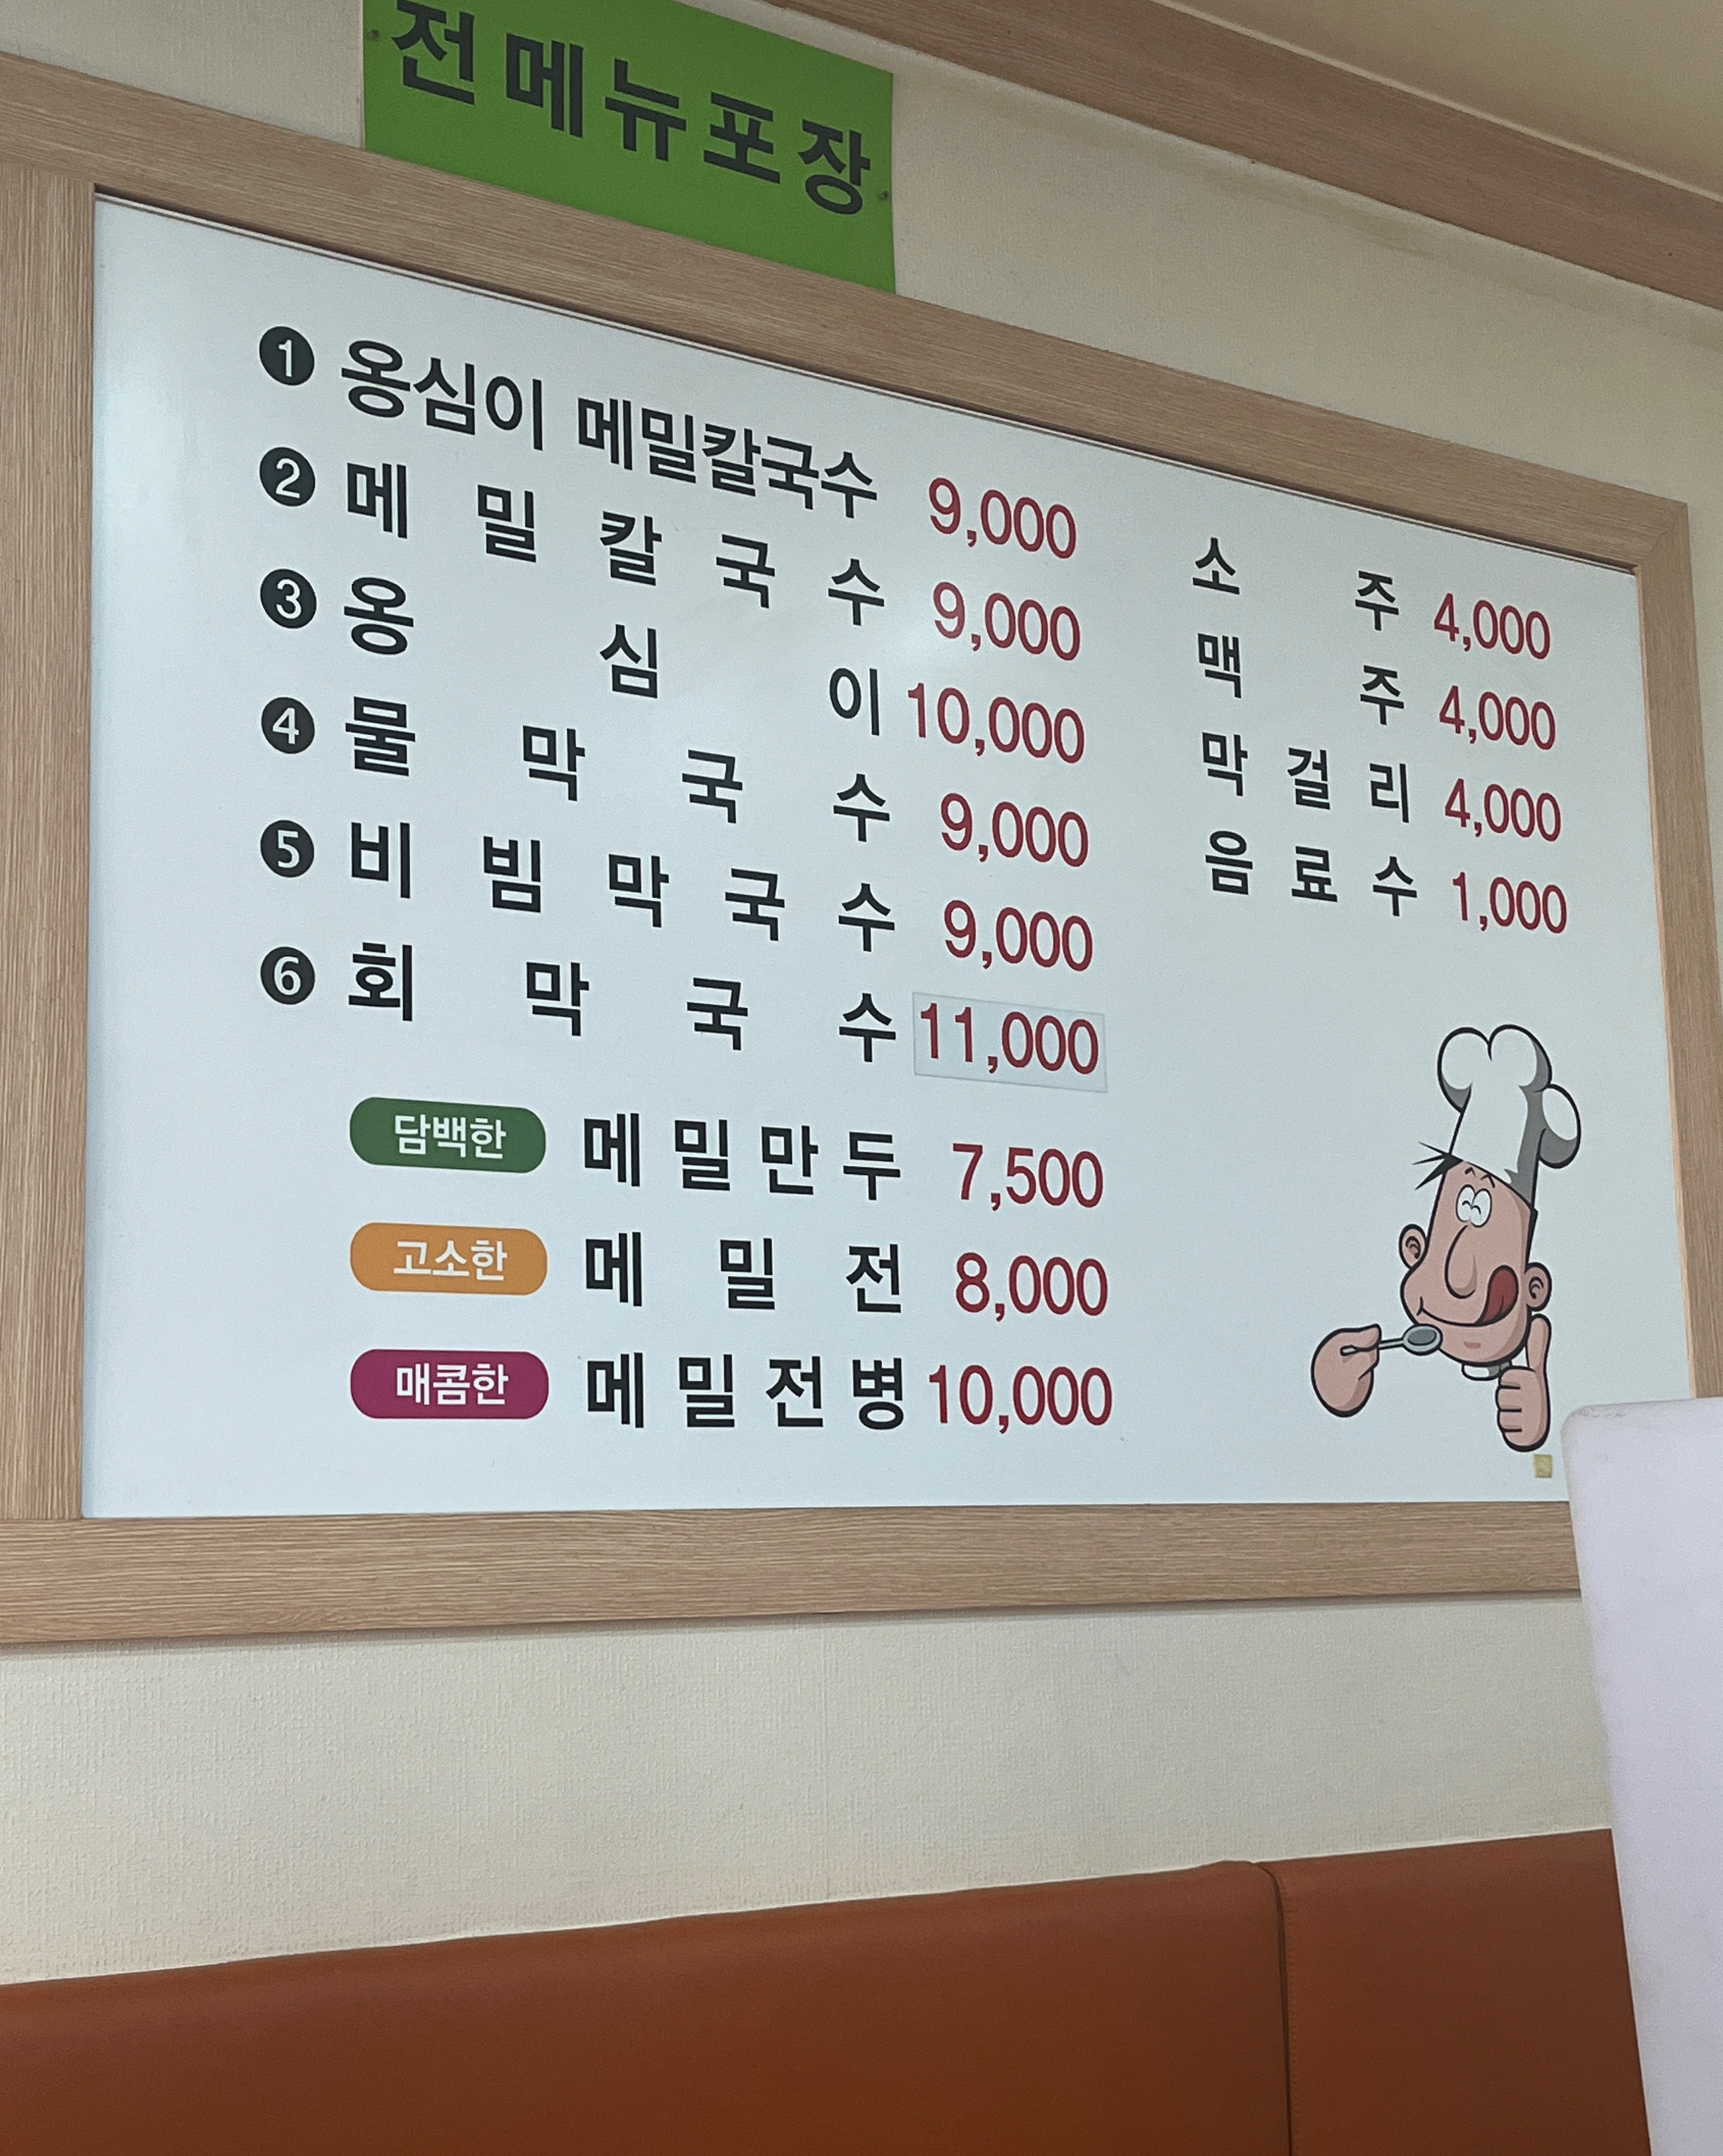 전메뉴포장
❶ 옹심이 메밀칼국수 9,000
❷ 메밀칼국수 9,000
❸ 옹심이 10,000
❹ 물막국수 9,000
❺ 비빔막국수 9,000
❻ 회막국수 11,000
담백한 메밀만두 7,500
고소한 메밀전 8,000
매콤한 메밀전병 10,000
소주 4,000
맥주 4,000
막걸리 4,000
음료수 1,000